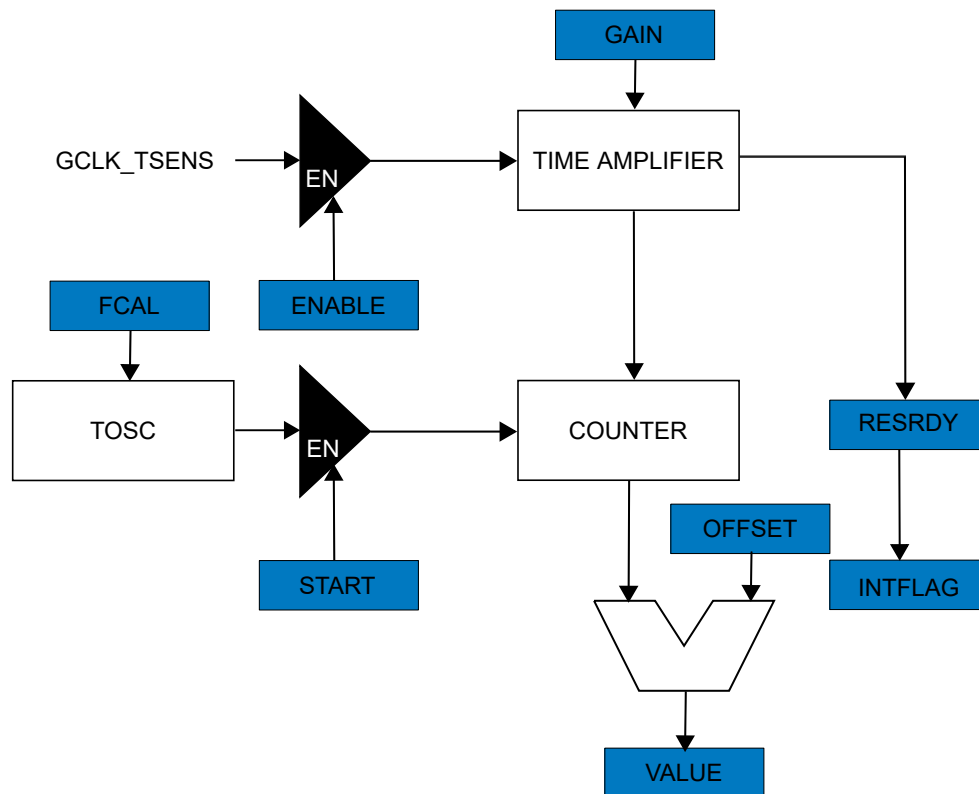 GAIN
GCLK_TSENS
EN
TIME AMPLIFIER
FCAL
ENABLE
TOSC
EN
COUNTER
RESRDY
OFFSET
START
INTFLAG
VALUE